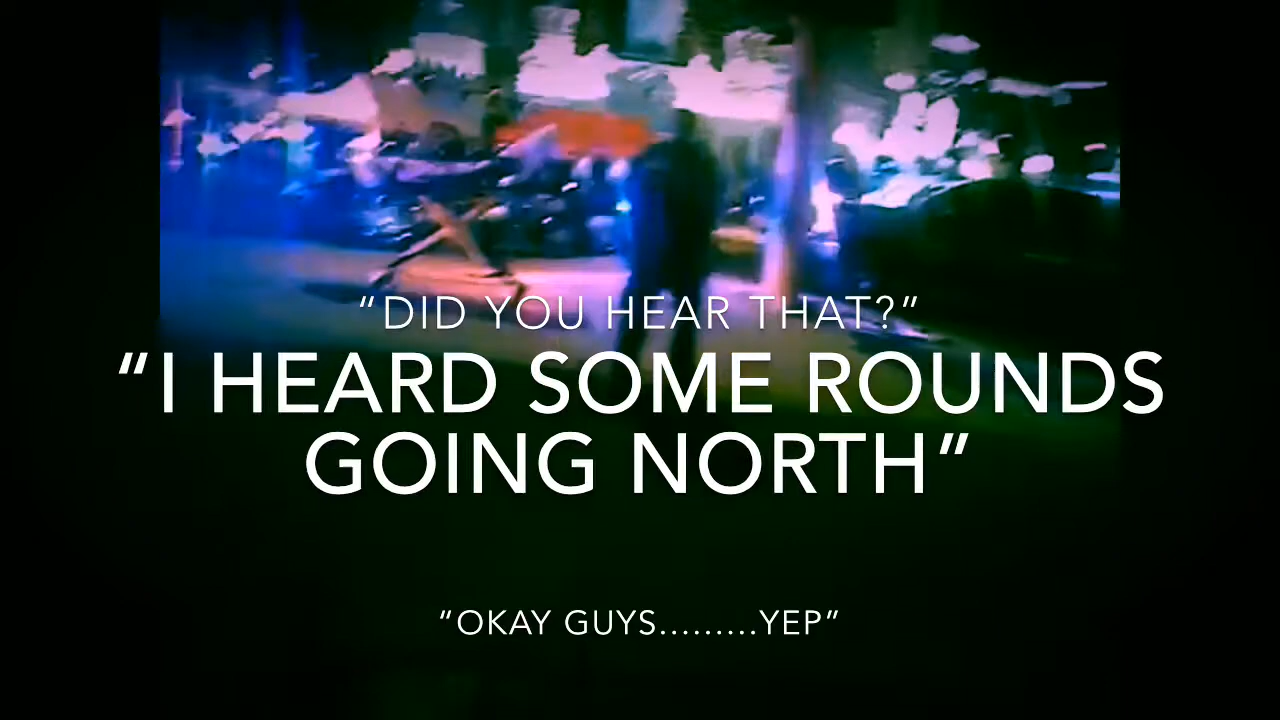 “DID YOU HEAR THAT?”
“I HEARD SOME ROUNDS
GOING NORTH”
“OKAY GUYS.........YEP”